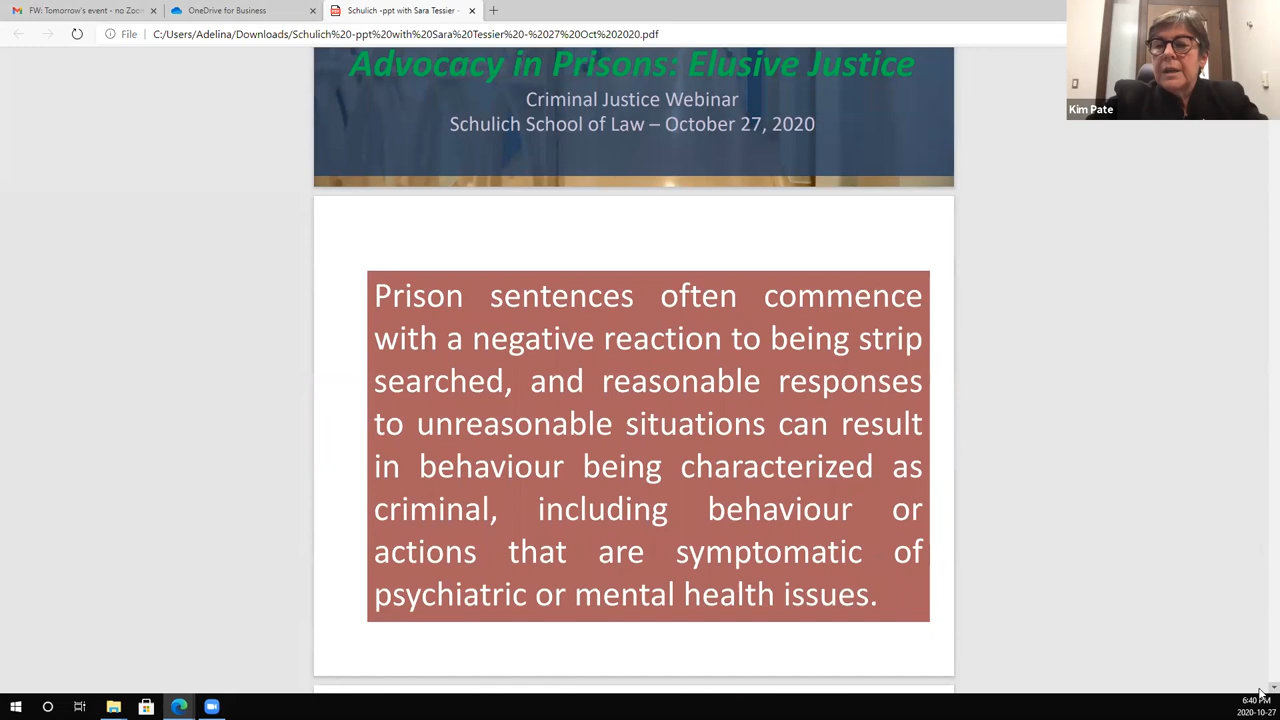 FW: Tomorrow's event - no Zoo
OneDrive for Business
Schulich -ppt with Sara Tessier -
File
C:/Users/Adelina/Downloads/Schulich%20-ppt%20with%20Sara%20Tessier%20-%2027%20Oct%202020.pdf
Kim Pate
Advocacy in Prisons: Elusive Justice
Criminal Justice Webinar
Schulich School of Law – October 27, 2020
Prison sentences often commence
with a negative reaction to being strip
searched, and reasonable responses
to unreasonable situations can result
in behaviour being characterized as
criminal, including behaviour or
actions that are symptomatic of
psychiatric or mental health issues.
6:40 PM
2020-10-27